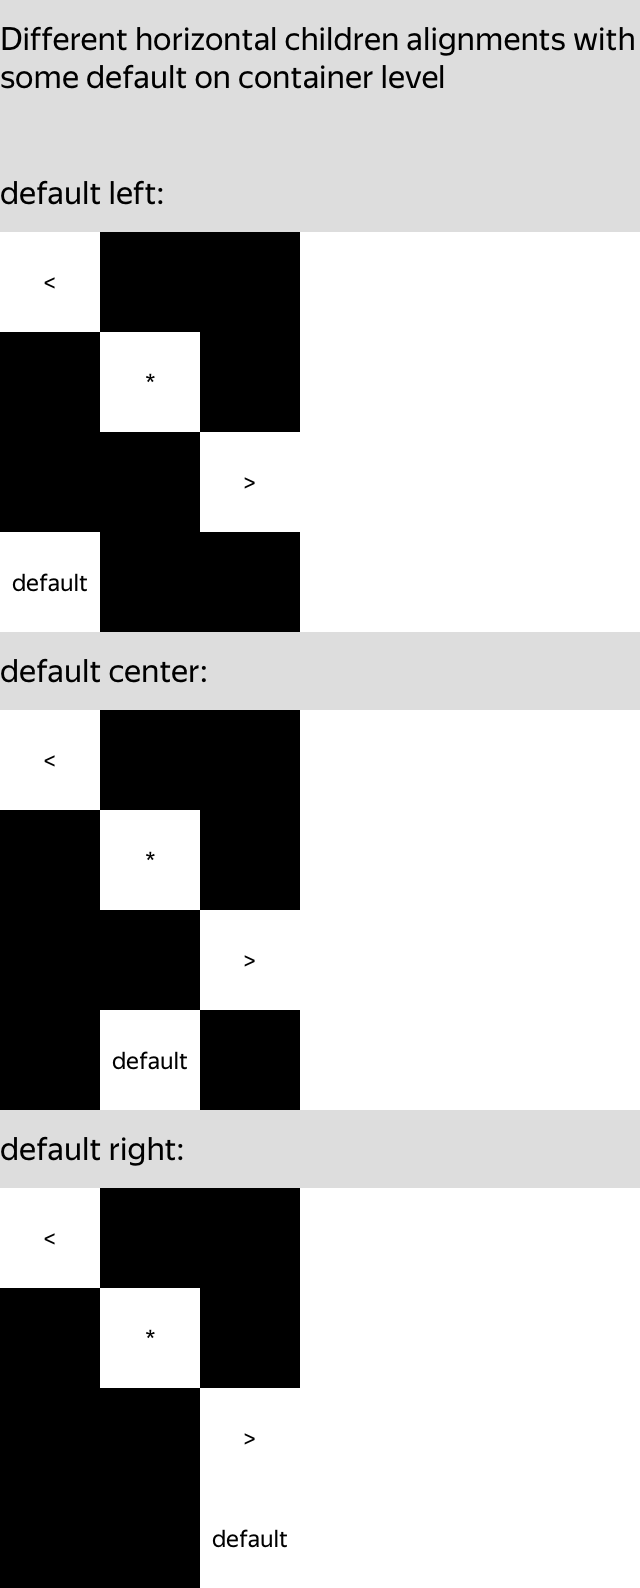 Different horizontal children alignments with
some default on container level
default left:
<
*
>
default
default center:
<
*
>
default
default right:
<
*
>
default